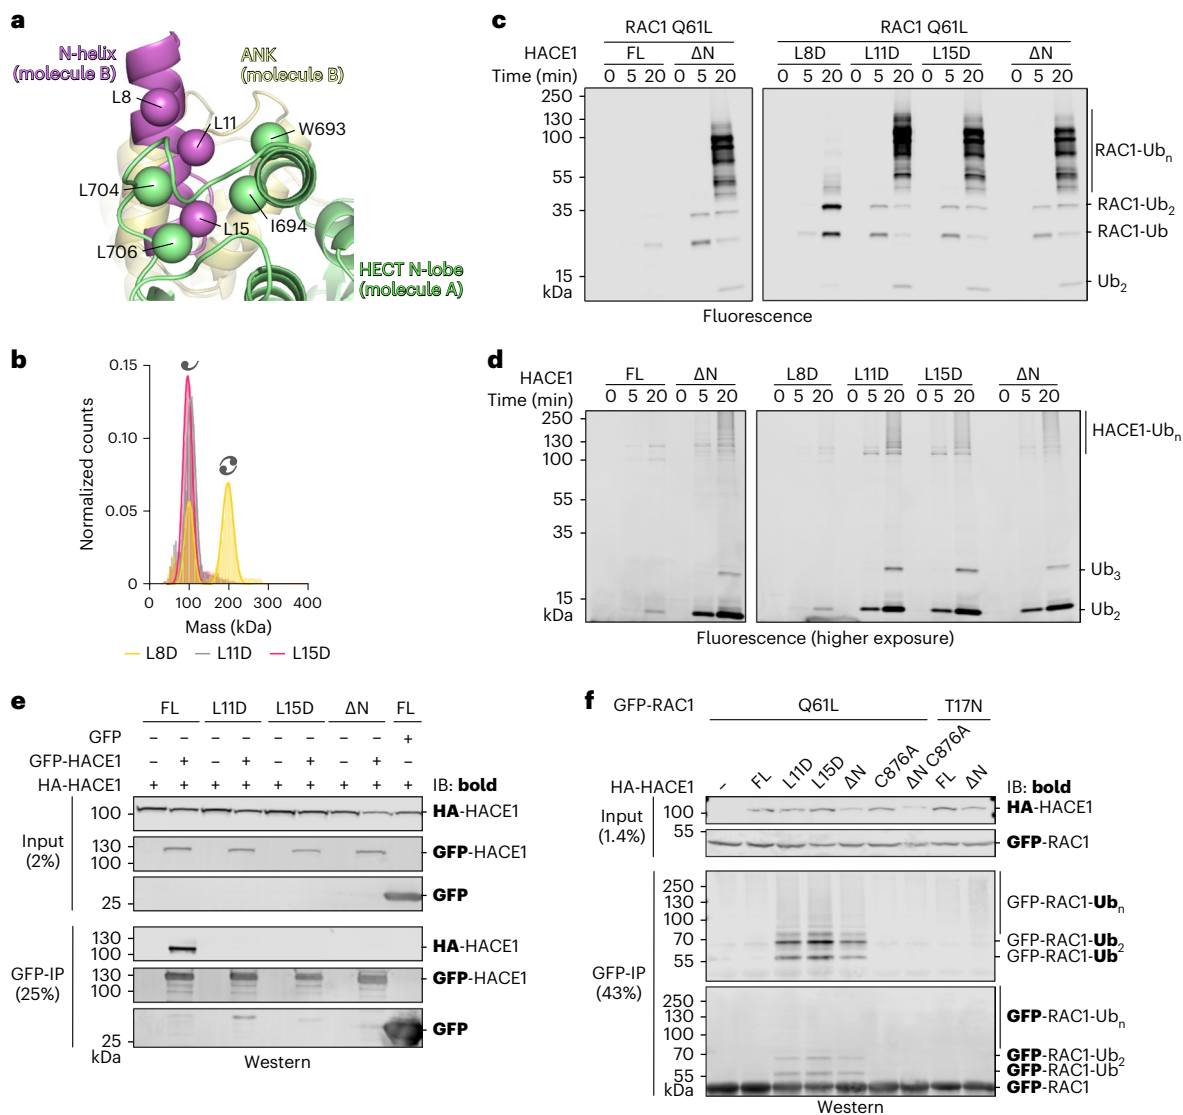 a
N-helix
(molecule B)
ANK
(molecule B)
L8
L11
W693
L704
L15
I694
L706
HECT N-lobe
(molecule A)
b
0.15
0.10
0.05
0
Normalized counts
0 100 200 300 400
Mass (kDa)
L8D L11D L15D
c
RAC1 Q61L RAC1 Q61L
HACE1 FL ΔN L8D L11D L15D ΔN
Time (min) 0 5 20 0 5 20 0 5 20 0 5 20 0 5 20 0 5 20
250
130
100
55
35
15
kDa
RAC1-Ubn
RAC1-Ub2
RAC1-Ub
Ub2
Fluorescence
d
HACE1 FL ΔN L8D L11D L15D ΔN
Time (min) 0 5 20 0 5 20 0 5 20 0 5 20 0 5 20 0 5 20
250
130
100
55
35
15
kDa
HACE1-Ubn
Ub3
Ub2
Fluorescence (higher exposure)
e
FL L11D L15D ΔN FL
GFP – – – – – – – – +
GFP-HACE1 – + – + – + – + –
HA-HACE1 + + + + + + + + + IB: bold
Input
(2%)
100
HA-HACE1
130
100
GFP-HACE1
25
GFP
GFP-IP
(25%)
130
100
HA-HACE1
130
100
GFP-HACE1
25
kDa
GFP
Western
f
GFP-RAC1 Q61L T17N
HA-HACE1 – FL L11D L15D ΔN C876A ΔN C876A FL ΔN IB: bold
Input
(1.4%)
100
HA-HACE1
55
GFP-RAC1
GFP-IP
(43%)
250
130
100
70
55
GFP-RAC1-Ubn
GFP-RAC1-Ub2
GFP-RAC1-Ub
250
130
100
70
55
kDa
GFP-RAC1-Ubn
GFP-RAC1-Ub2
GFP-RAC1-Ub
GFP-RAC1
Western